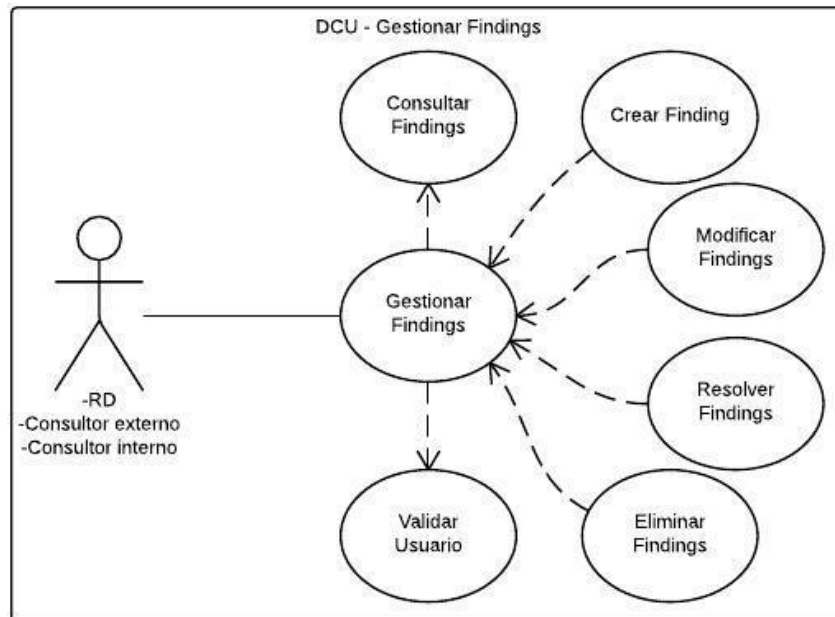 DCU - Gestionar Findings
Consultar
Findings
Crear Finding
Modificar
Findings
Gestionar
Findings
Resolver
Findings
-RD
-Consultor externo
-Consultor interno
Validar
Usuario
Eliminar
Findings